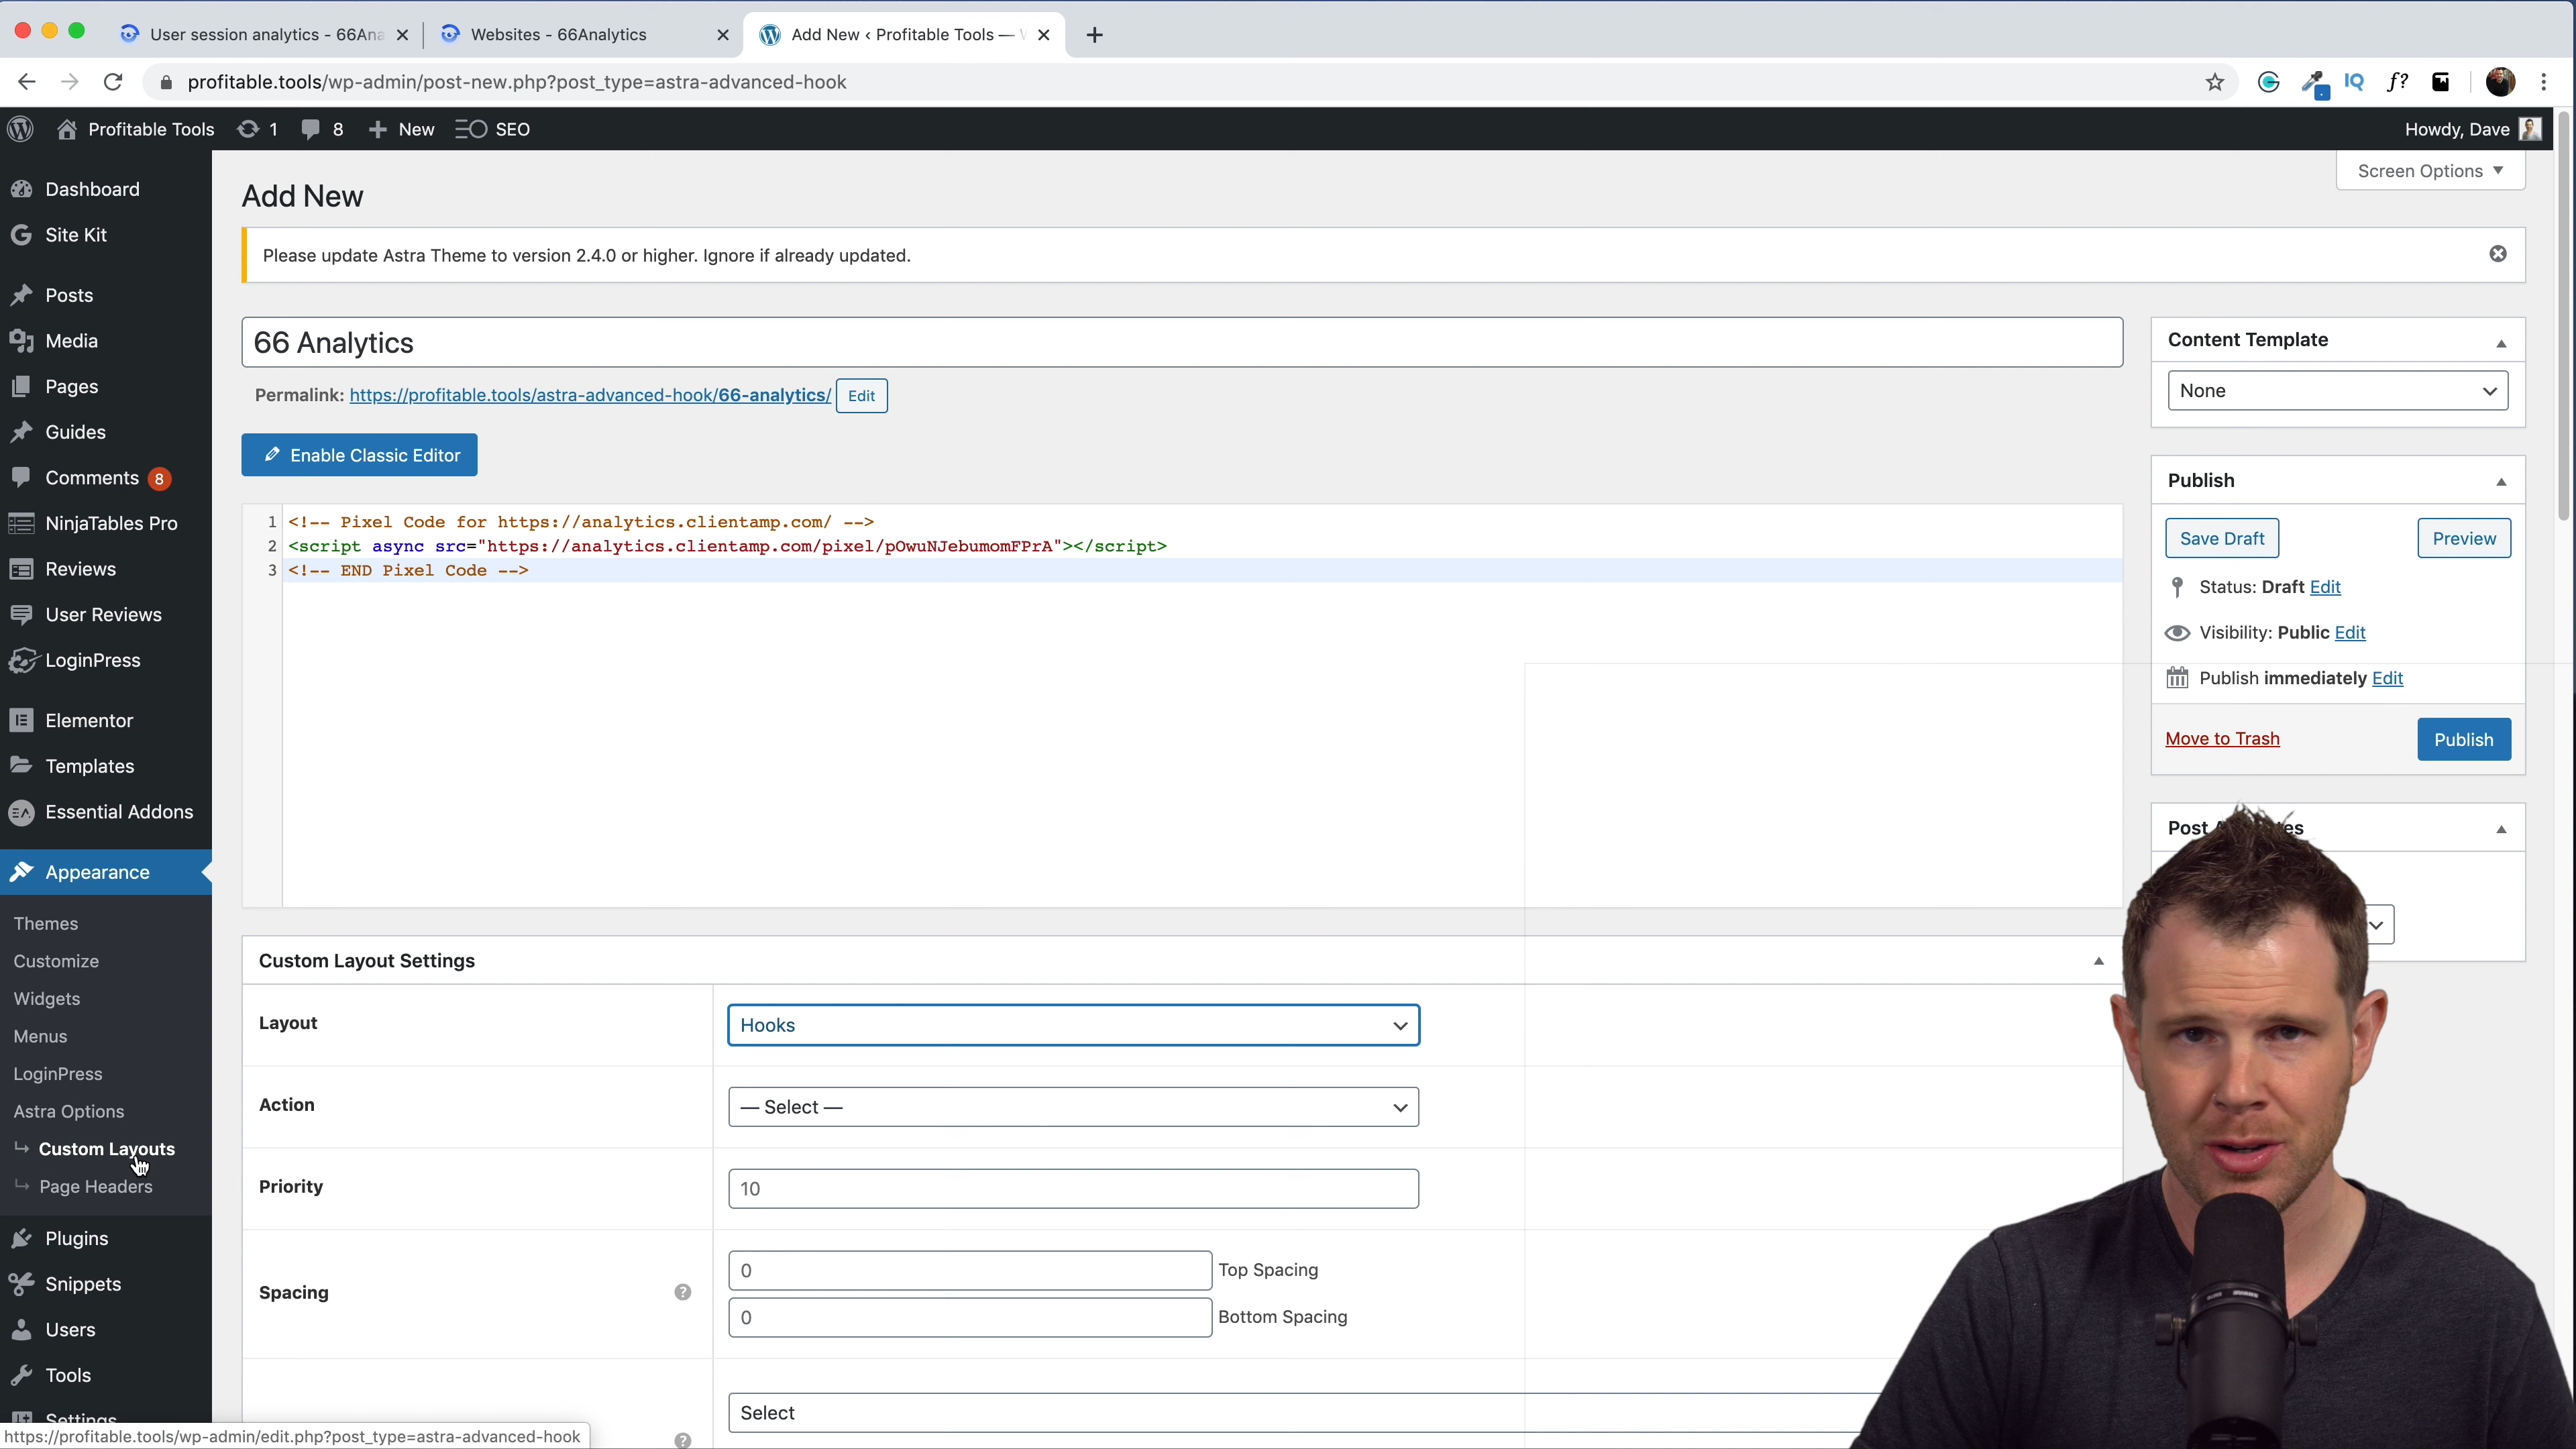 User session analytics - 66Ana
Websites - 66Analytics
Add New ‹ Profitable Tools —
profitable.tools/wp-admin/post-new.php?post_type=astra-advanced-hook
IQ
f?
Profitable Tools
1
8
New
SEO
Howdy, Dave
Screen Options
Dashboard
Site Kit
Posts
Media
Pages
Guides
Comments 8
NinjaTables Pro
Reviews
User Reviews
LoginPress
Elementor
Templates
Essential Addons
Appearance
Themes
Customize
Widgets
Menus
LoginPress
Astra Options
Custom Layouts
Page Headers
Plugins
Snippets
Users
Tools
Settings
https://profitable.tools/wp-admin/edit.php?post_type=astra-advanced-hook
Add New
Please update Astra Theme to version 2.4.0 or higher. Ignore if already updated.
66 Analytics
Permalink: https://profitable.tools/astra-advanced-hook/66-analytics/ Edit
Enable Classic Editor
1 <!-- Pixel Code for https://analytics.clientamp.com/ -->
2 <script async src="https://analytics.clientamp.com/pixel/pOwuNJebumomFPrA"></script>
3 <!-- END Pixel Code -->
Custom Layout Settings
Layout
Hooks
Action
— Select —
Priority
10
Spacing
?
0
Top Spacing
0
Bottom Spacing
Select
?
Content Template
None
Publish
Save Draft
Preview
Status: Draft Edit
Visibility: Public Edit
Publish immediately Edit
Move to Trash
Publish
Post